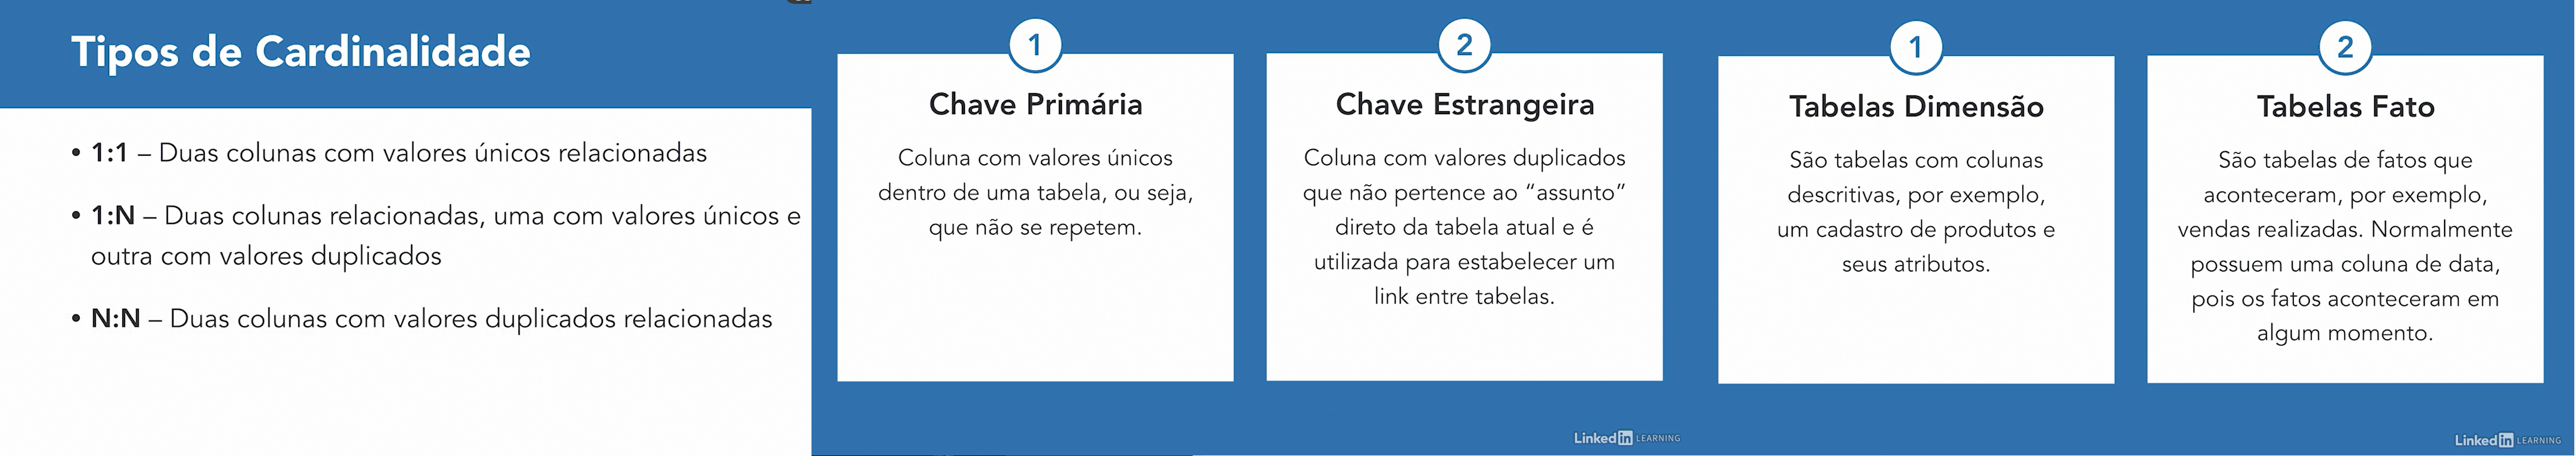 Tipos de Cardinalidade
• 1:1 – Duas colunas com valores únicos relacionadas
• 1:N – Duas colunas relacionadas, uma com valores únicos e
outra com valores duplicados
• N:N – Duas colunas com valores duplicados relacionadas
1
Chave Primária
Coluna com valores únicos
dentro de uma tabela, ou seja,
que não se repetem.
2
Chave Estrangeira
Coluna com valores duplicados
que não pertence ao “assunto”
direto da tabela atual e é
utilizada para estabelecer um
link entre tabelas.
Linked in LEARNING
1
Tabelas Dimensão
São tabelas com colunas
descritivas, por exemplo,
um cadastro de produtos e
seus atributos.
2
Tabelas Fato
São tabelas de fatos que
aconteceram, por exemplo,
vendas realizadas. Normalmente
possuem uma coluna de data,
pois os fatos aconteceram em
algum momento.
Linked in LEARNING